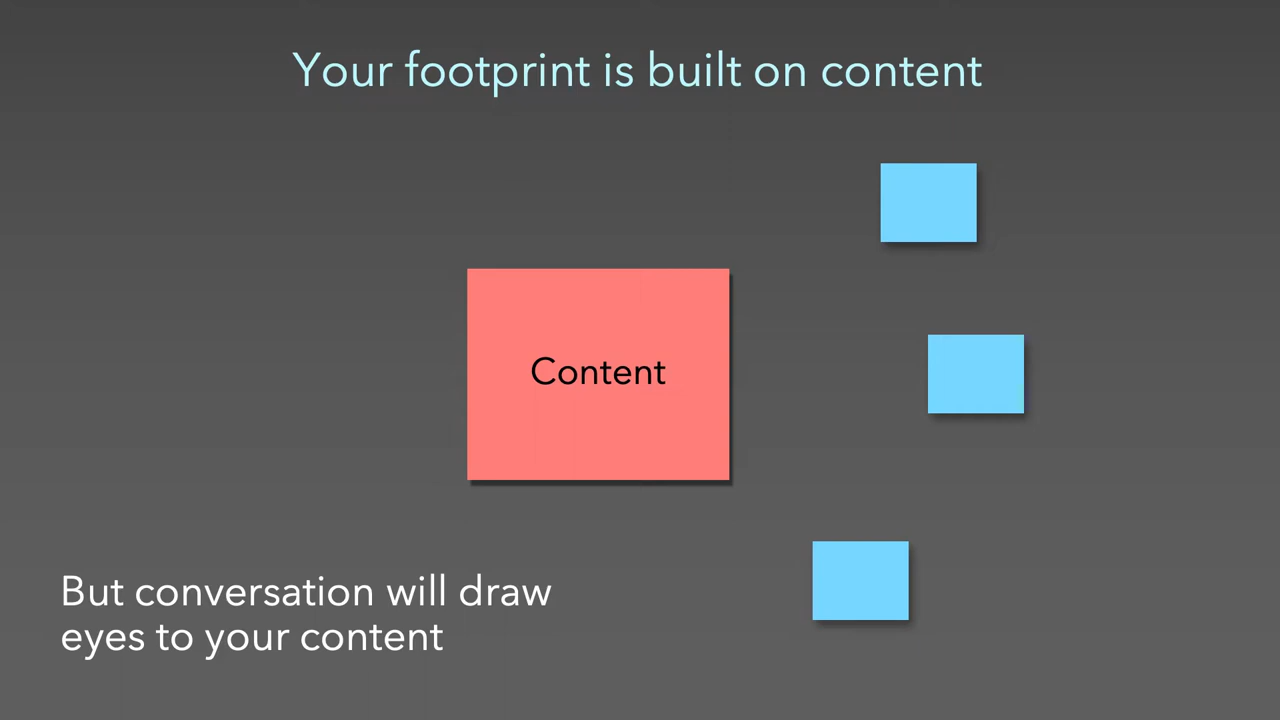 Your footprint is built on content
Content
But conversation will draw
eyes to your content